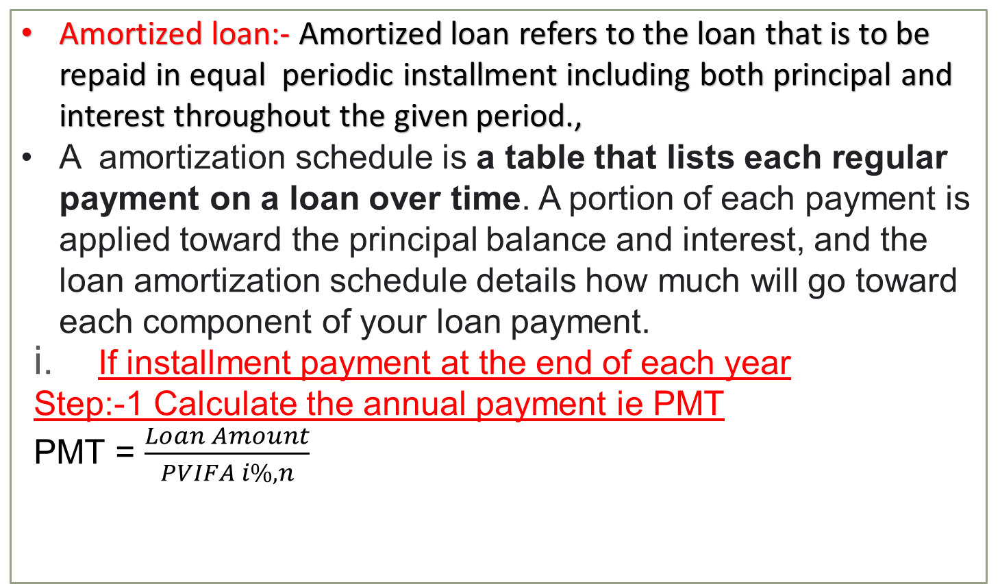 • Amortized loan:- Amortized loan refers to the loan that is to be
repaid in equal  periodic installment including both principal and
interest throughout the given period.,
• A  amortization schedule is a table that lists each regular
payment on a loan over time. A portion of each payment is
applied toward the principal balance and interest, and the
loan amortization schedule details how much will go toward
each component of your loan payment.
i. If installment payment at the end of each year
Step:-1 Calculate the annual payment ie PMT
PMT = Loan Amount / PVIFA i%,n